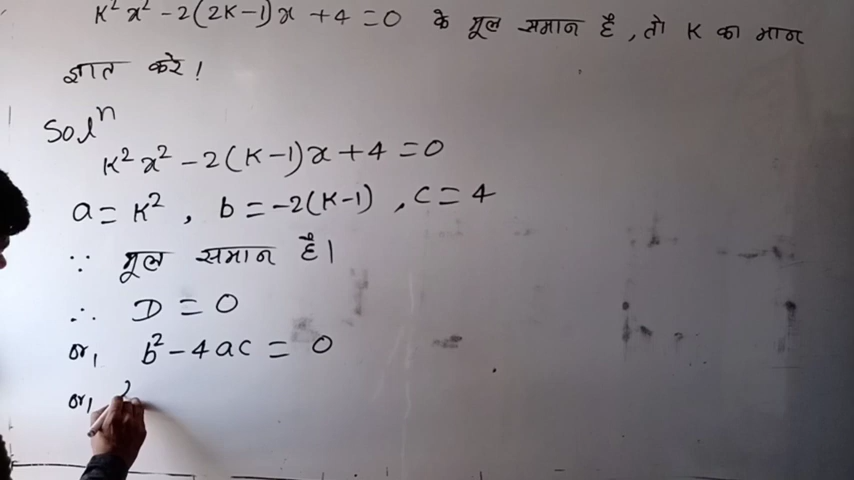 K²x² - 2(2K-1)x + 4 = 0 के मूल समान है, तो K का मान
ज्ञात करे!
Solⁿ
K²x² - 2(K-1)x + 4 = 0
a = K², b = -2(K-1), c = 4
∵ मूल समान है।
∴ D = 0
or, b² - 4ac = 0
or,